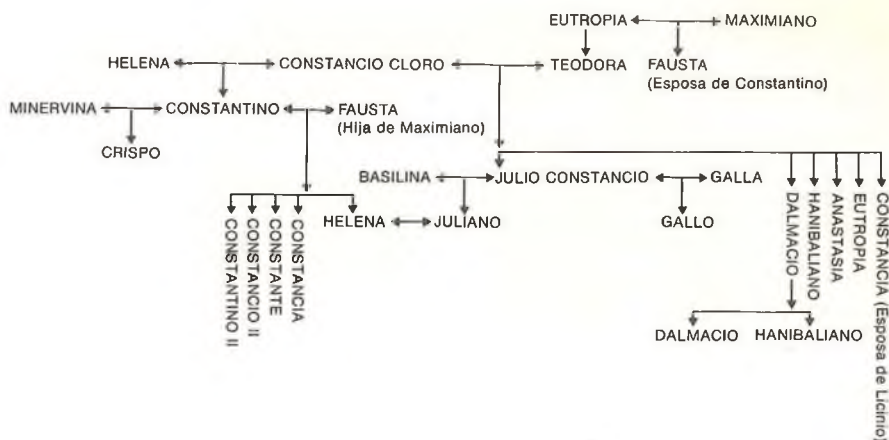 EUTROPIA MAXIMIANO
HELENA CONSTANCIO CLORO TEODORA FAUSTA
(Esposa de Constantino)
MINERVINA CONSTANTINO FAUSTA
(Hija de Maximiano)
CRISPO
BASILINA JULIO CONSTANCIO GALLA
CONSTANTINO II
CONSTANCIO II
CONSTANTE
CONSTANCIA
HELENA JULIANO GALLO
DALMACIO
HANIBALIANO
ANASTASIA
EUTROPIA
CONSTANCIA (Esposa de Licinio)
DALMACIO HANIBALIANO